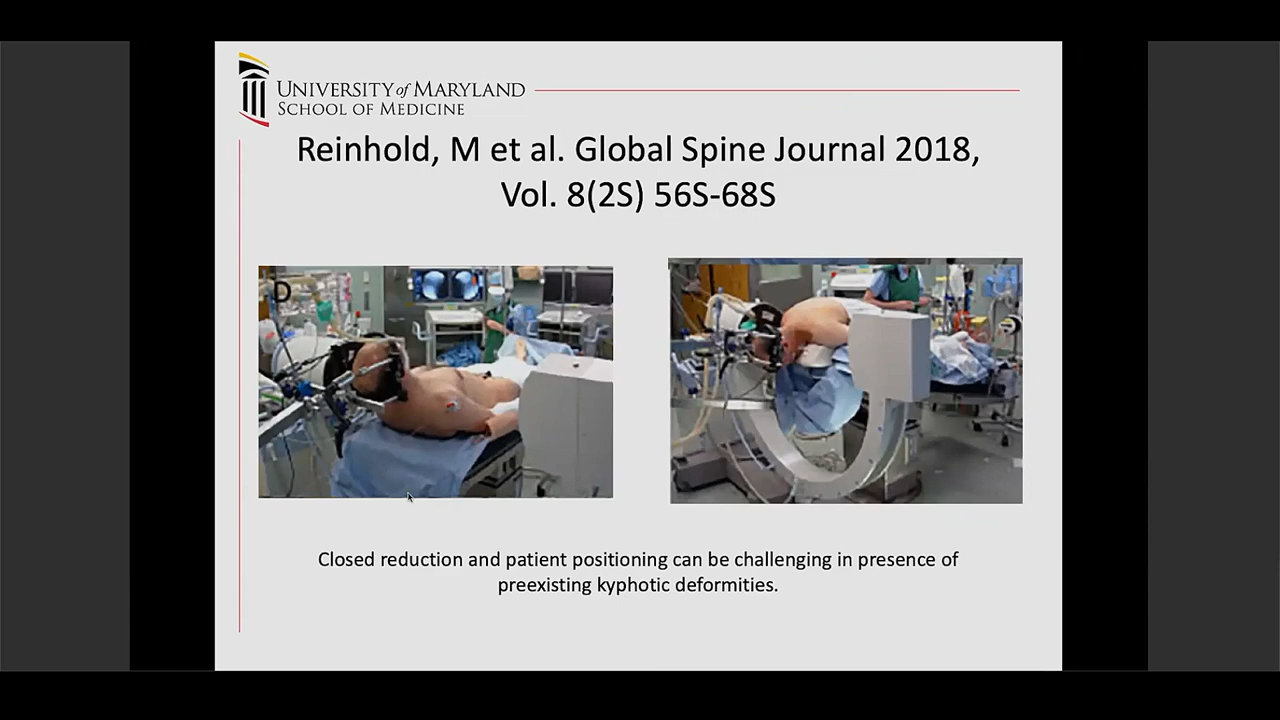 UNIVERSITY of MARYLAND
SCHOOL OF MEDICINE
Reinhold, M et al. Global Spine Journal 2018,
Vol. 8(2S) 56S-68S
D
Closed reduction and patient positioning can be challenging in presence of
preexisting kyphotic deformities.